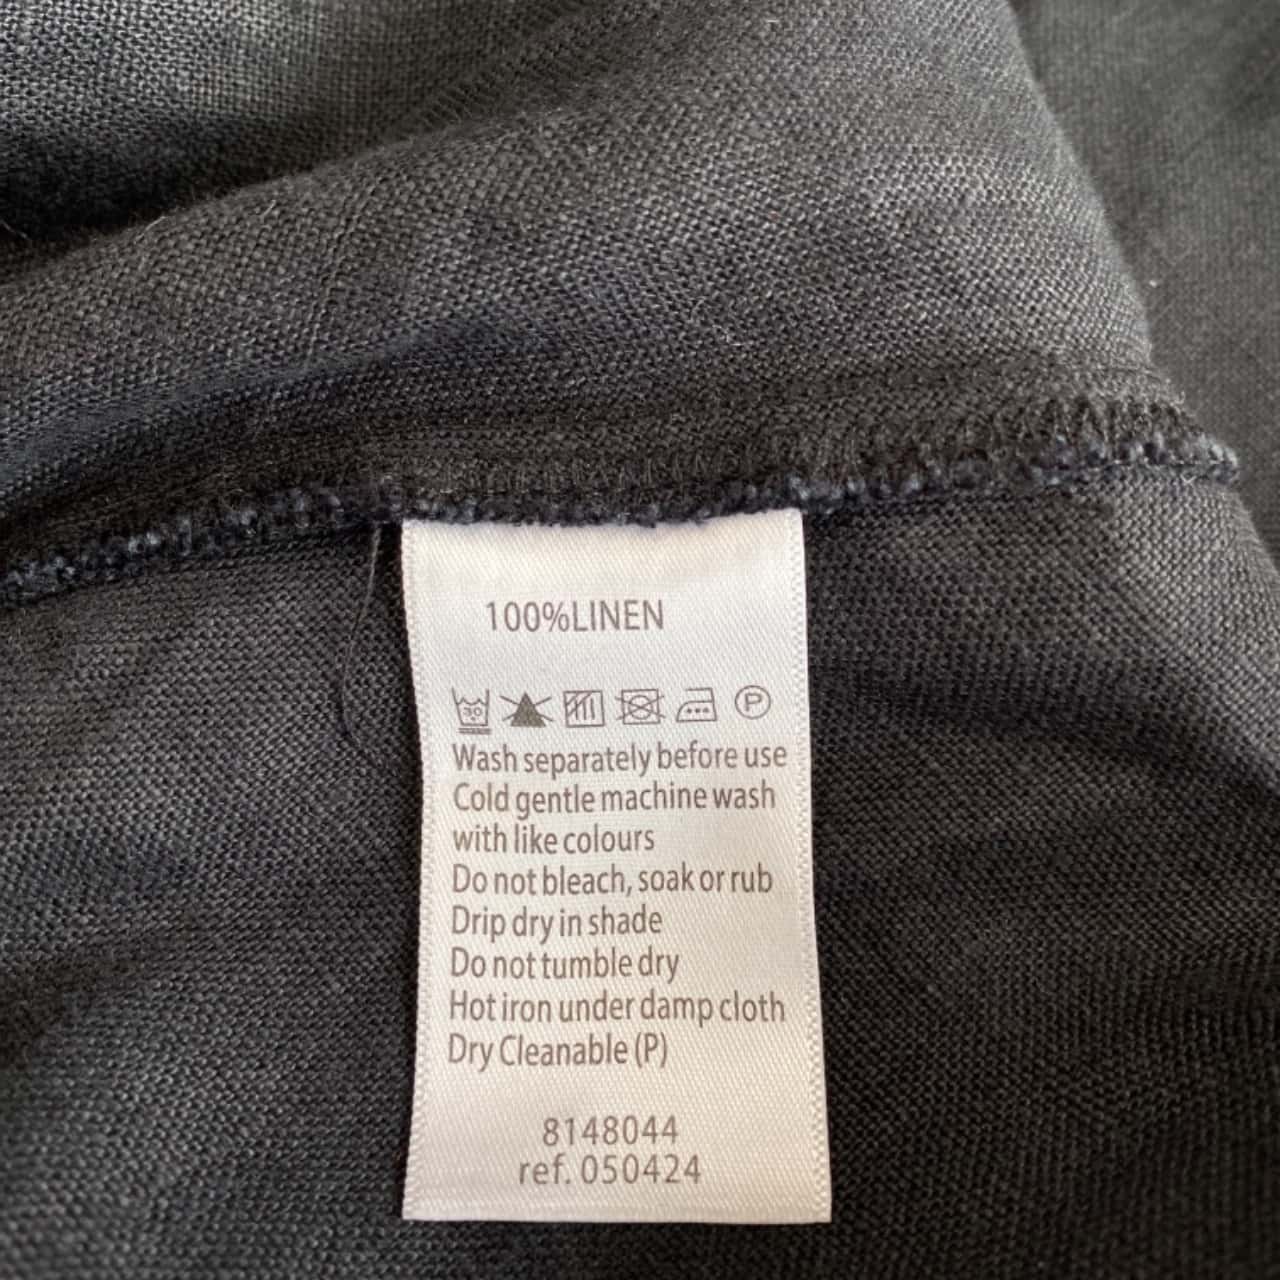 100%LINEN
30 P
Wash separately before use
Cold gentle machine wash
with like colours
Do not bleach, soak or rub
Drip dry in shade
Do not tumble dry
Hot iron under damp cloth
Dry Cleanable (P)
8148044
ref. 050424